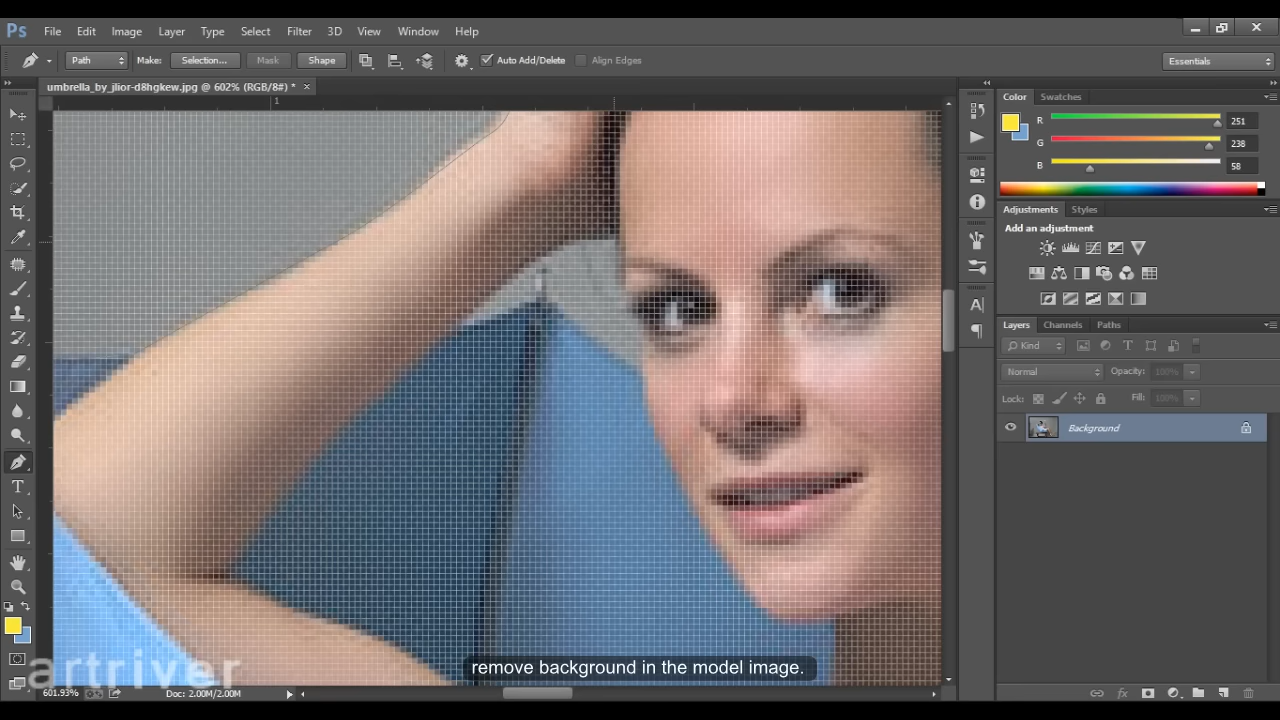 Ps File Edit Image Layer Type Select Filter 3D View Window Help
Path Make: Selection... Mask Shape Auto Add/Delete Align Edges Essentials
umbrella_by_jlior-d8hgkew.jpg @ 602% (RGB/8#) * ×
1
Color Swatches
R 251
G 238
B 58
Adjustments Styles
Add an adjustment
Layers Channels Paths
Kind
Normal Opacity: 100%
Lock: Fill: 100%
Background
artriver
remove background in the model image.
601.93% Doc: 2.00M/2.00M